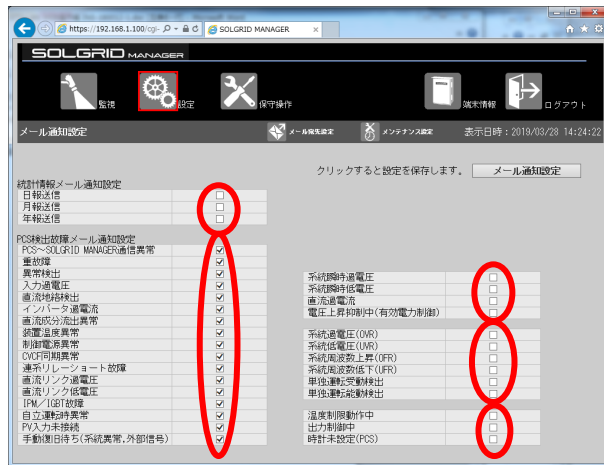 https://192.168.1.100/cgi-
SOLGRID MANAGER
×
SOLGRID MANAGER
監視
設定
保守操作
端末情報
ログアウト
メール通知設定
メール宛先設定
メンテナンス設定
表示日時：2019/03/28 14:24:22
クリックすると設定を保存します。
メール通知設定
統計情報メール通知設定
日報送信
月報送信
年報送信
PCS検出故障メール通知設定
PCS～SOLGRID MANAGER通信異常
重故障
異常検出
入力過電圧
直流地絡検出
インバータ過電流
直流成分流出異常
装置温度異常
制御電源異常
CVCF同期異常
連系リレーショート故障
直流リンク過電圧
直流リンク低電圧
IPM／IGBT故障
自立運転時異常
PV入力未接続
手動復旧待ち(系統異常,外部信号)
系統瞬時過電圧
系統瞬時低電圧
直流過電流
電圧上昇抑制中(有効電力制御)
系統過電圧(OVR)
系統低電圧(UVR)
系統周波数上昇(OFR)
系統周波数低下(UFR)
単独運転受動検出
単独運転能動検出
温度制限動作中
出力制御中
時計未設定(PCS)